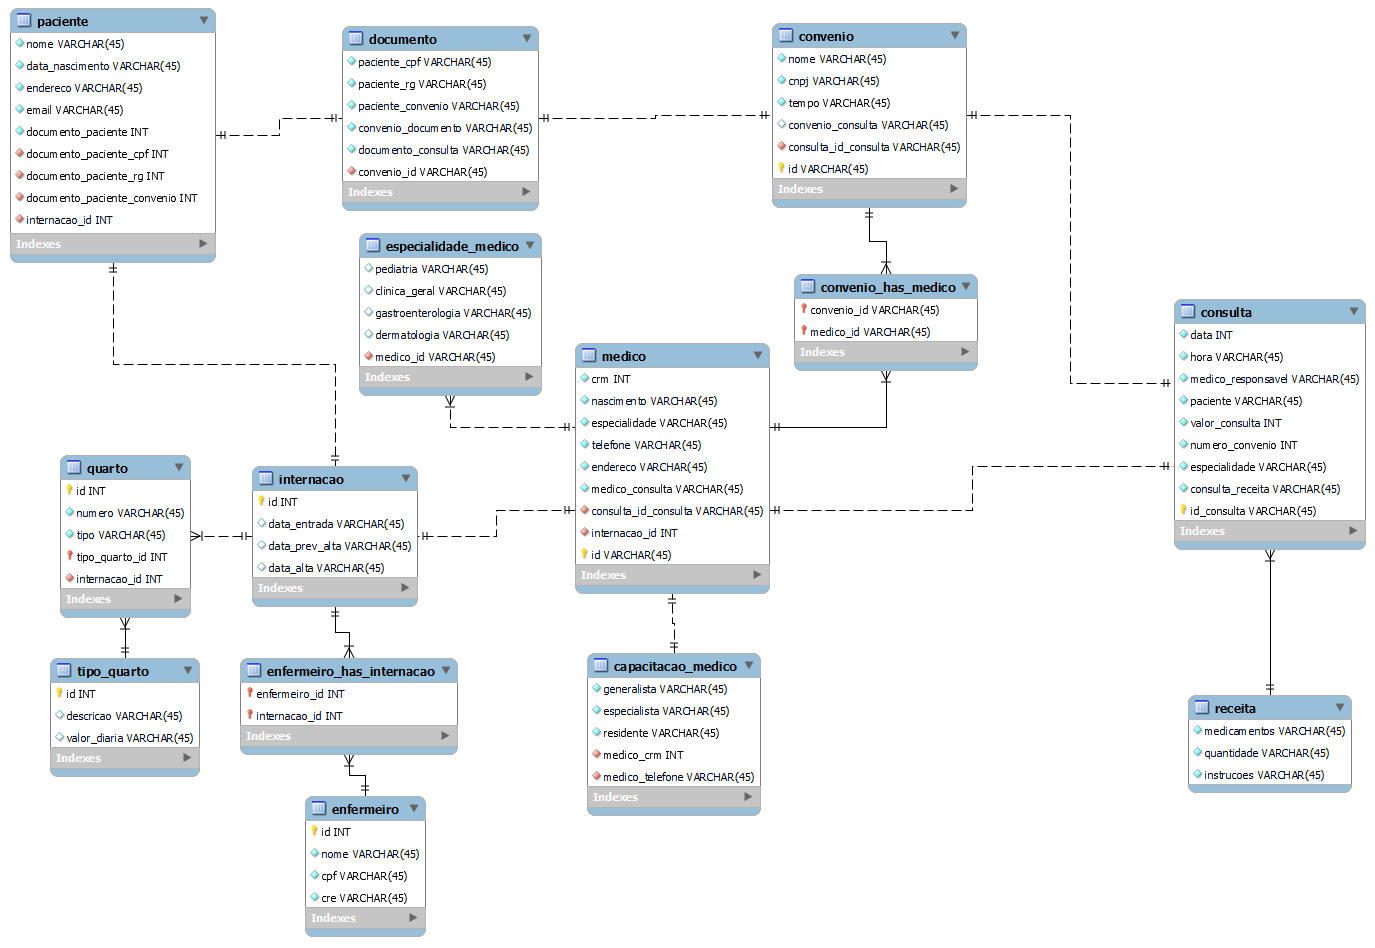 paciente
nome VARCHAR(45)
data_nascimento VARCHAR(45)
endereco VARCHAR(45)
email VARCHAR(45)
documento_paciente INT
documento_paciente_cpf INT
documento_paciente_rg INT
documento_paciente_convenio INT
internacao_id INT
Indexes
documento
paciente_cpf VARCHAR(45)
paciente_rg VARCHAR(45)
paciente_convenio VARCHAR(45)
convenio_documento VARCHAR(45)
documento_consulta VARCHAR(45)
convenio_id VARCHAR(45)
Indexes
convenio
nome VARCHAR(45)
cnpj VARCHAR(45)
tempo VARCHAR(45)
convenio_consulta VARCHAR(45)
consulta_id_consulta VARCHAR(45)
id VARCHAR(45)
Indexes
especialidade_medico
pediatria VARCHAR(45)
clinica_geral VARCHAR(45)
gastroenterologia VARCHAR(45)
dermatologia VARCHAR(45)
medico_id VARCHAR(45)
Indexes
convenio_has_medico
convenio_id VARCHAR(45)
medico_id VARCHAR(45)
Indexes
consulta
data INT
hora VARCHAR(45)
medico_responsavel VARCHAR(45)
paciente VARCHAR(45)
valor_consulta INT
numero_convenio INT
especialidade VARCHAR(45)
consulta_receita VARCHAR(45)
id_consulta VARCHAR(45)
Indexes
medico
crm INT
nascimento VARCHAR(45)
especialidade VARCHAR(45)
telefone VARCHAR(45)
endereco VARCHAR(45)
medico_consulta VARCHAR(45)
consulta_id_consulta VARCHAR(45)
internacao_id INT
id VARCHAR(45)
Indexes
quarto
id INT
numero VARCHAR(45)
tipo VARCHAR(45)
tipo_quarto_id INT
internacao_id INT
Indexes
internacao
id INT
data_entrada VARCHAR(45)
data_prev_alta VARCHAR(45)
data_alta VARCHAR(45)
Indexes
tipo_quarto
id INT
descricao VARCHAR(45)
valor_diaria VARCHAR(45)
Indexes
enfermeiro_has_internacao
enfermeiro_id INT
internacao_id INT
Indexes
capacitacao_medico
generalista VARCHAR(45)
especialista VARCHAR(45)
residente VARCHAR(45)
medico_crm INT
medico_telefone VARCHAR(45)
Indexes
receita
medicamentos VARCHAR(45)
quantidade VARCHAR(45)
instrucoes VARCHAR(45)
enfermeiro
id INT
nome VARCHAR(45)
cpf VARCHAR(45)
cre VARCHAR(45)
Indexes